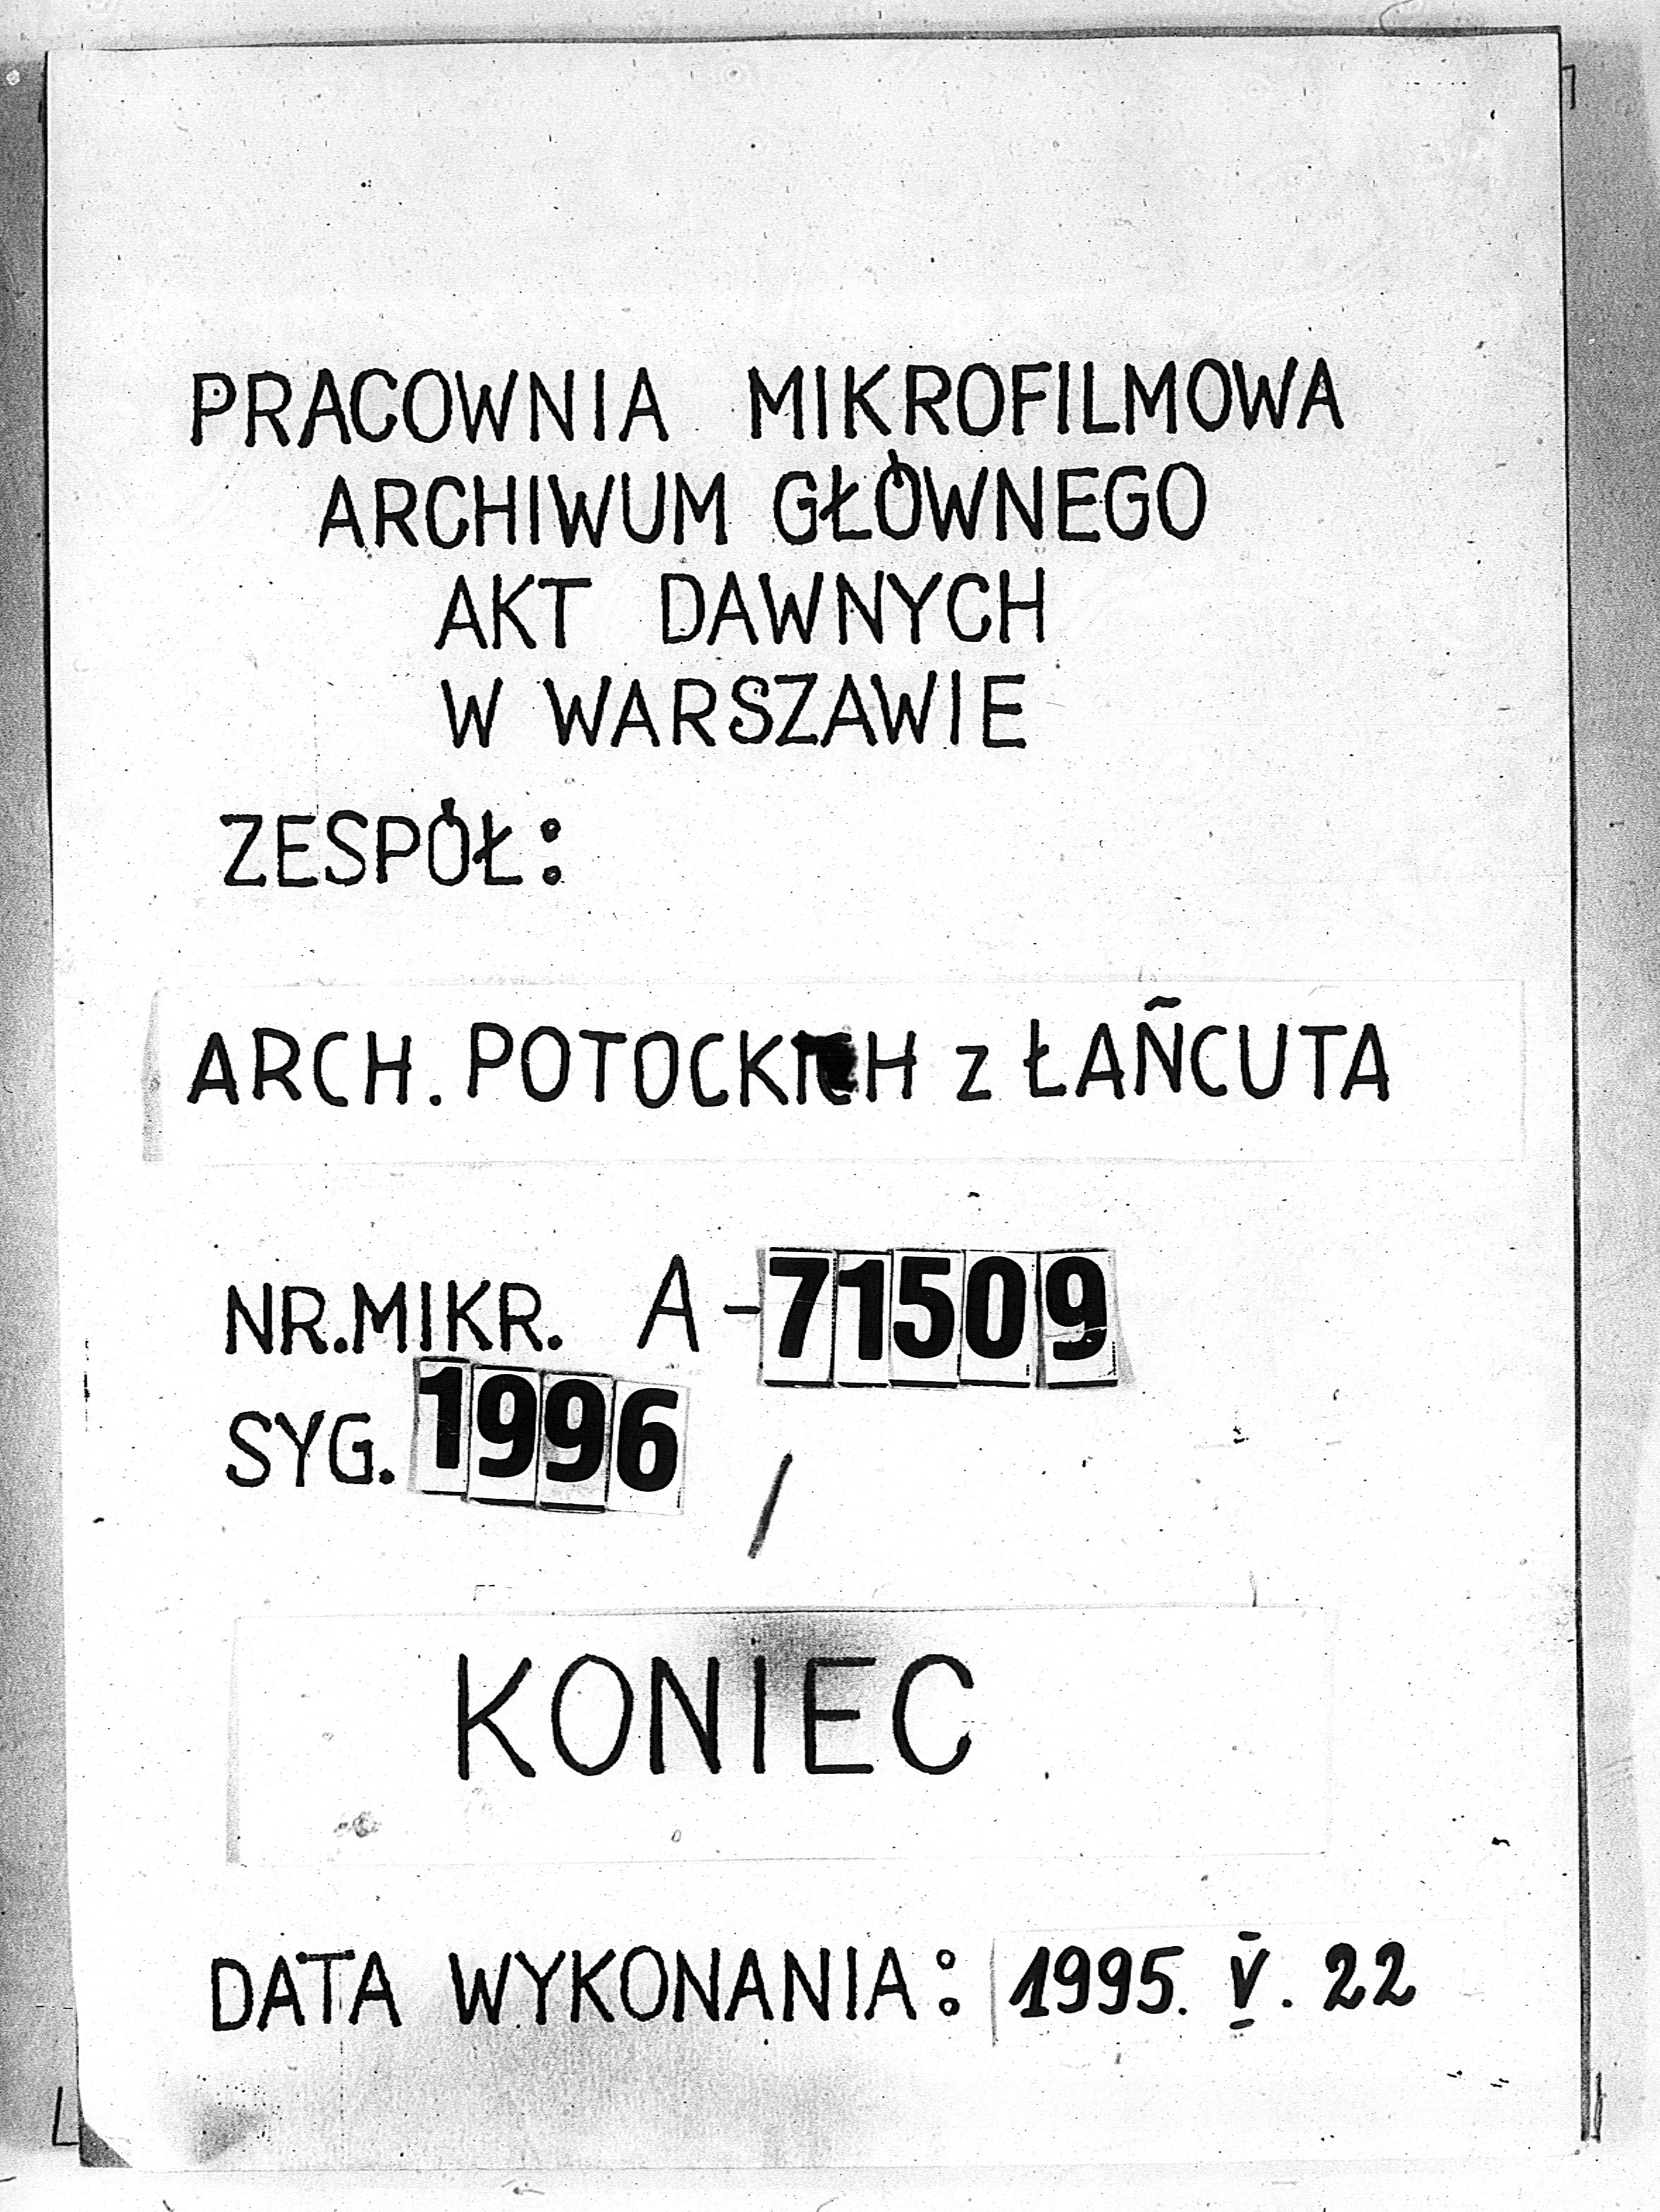 PRACOWNIA MIKROFILMOWA
ARCHIWUM GŁÓWNEGO
AKT DAWNYCH
W WARSZAWIE
ZESPÓŁ:
ARCH. POTOCKICH z ŁAŃCUTA
NR.MIKR. A-71509
SYG. 1996 /
KONIEC
DATA WYKONANIA: 1995. V. 22